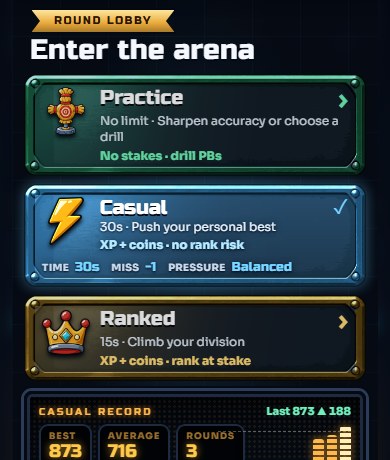 ROUND LOBBY
Enter the arena
Practice
No limit · Sharpen accuracy or choose a
drill
No stakes · drill PBs
Casual
30s · Push your personal best
XP + coins · no rank risk
TIME 30s MISS -1 PRESSURE Balanced
Ranked
15s · Climb your division
XP + coins · rank at stake
CASUAL RECORD Last 873 ▲ 188
BEST AVERAGE ROUNDS
873 716 3